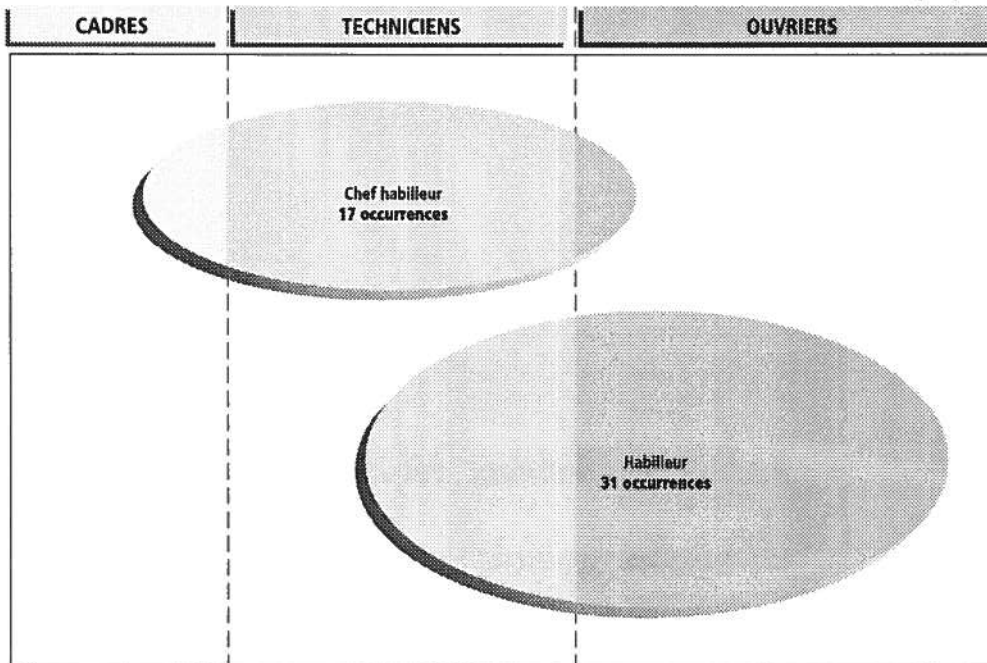 CADRES
TECHNICIENS
OUVRIERS
Chef habilleur
17 occurrences
Habilleur
31 occurrences